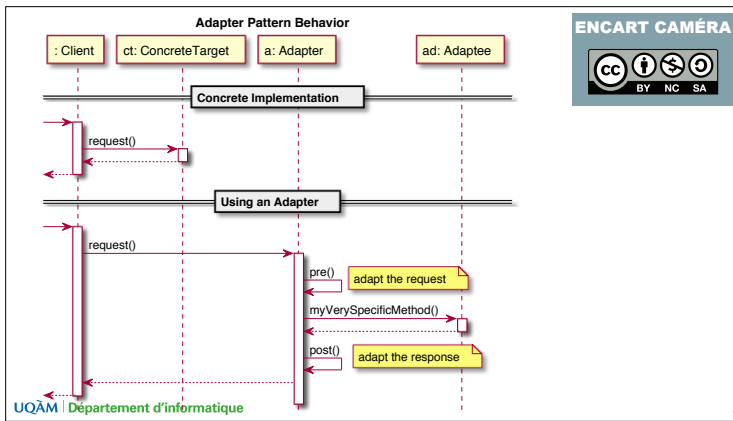 Adapter Pattern Behavior
ENCART CAMÉRA
cc
BY NC SA
: Client
ct: ConcreteTarget
a: Adapter
ad: Adaptee
Concrete Implementation
request()
Using an Adapter
request()
pre()
adapt the request
myVerySpecificMethod()
post()
adapt the response
UQÀM Département d'informatique